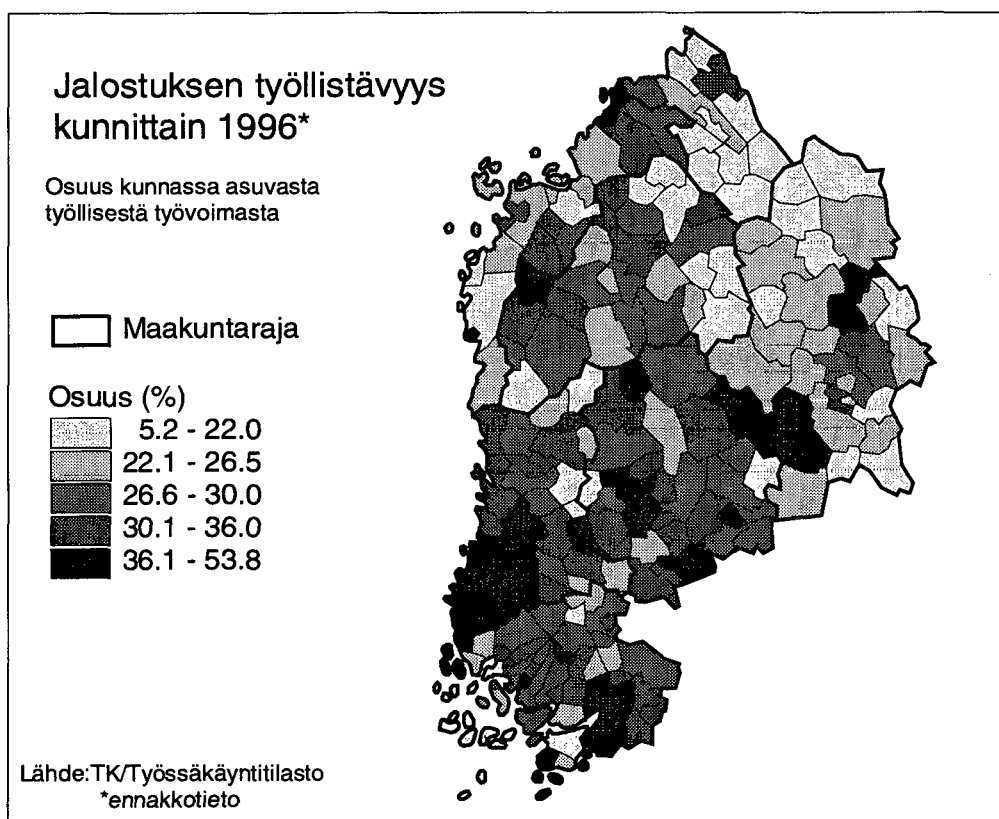 Jalostuksen työllistävyys
kunnittain 1996*
Osuus kunnassa asuvasta
työllisestä työvoimasta
Maakuntaraja
Osuus (%)
5.2 - 22.0
22.1 - 26.5
26.6 - 30.0
30.1 - 36.0
36.1 - 53.8
Lähde:TK/Työssäkäyntitilasto
*ennakkotieto